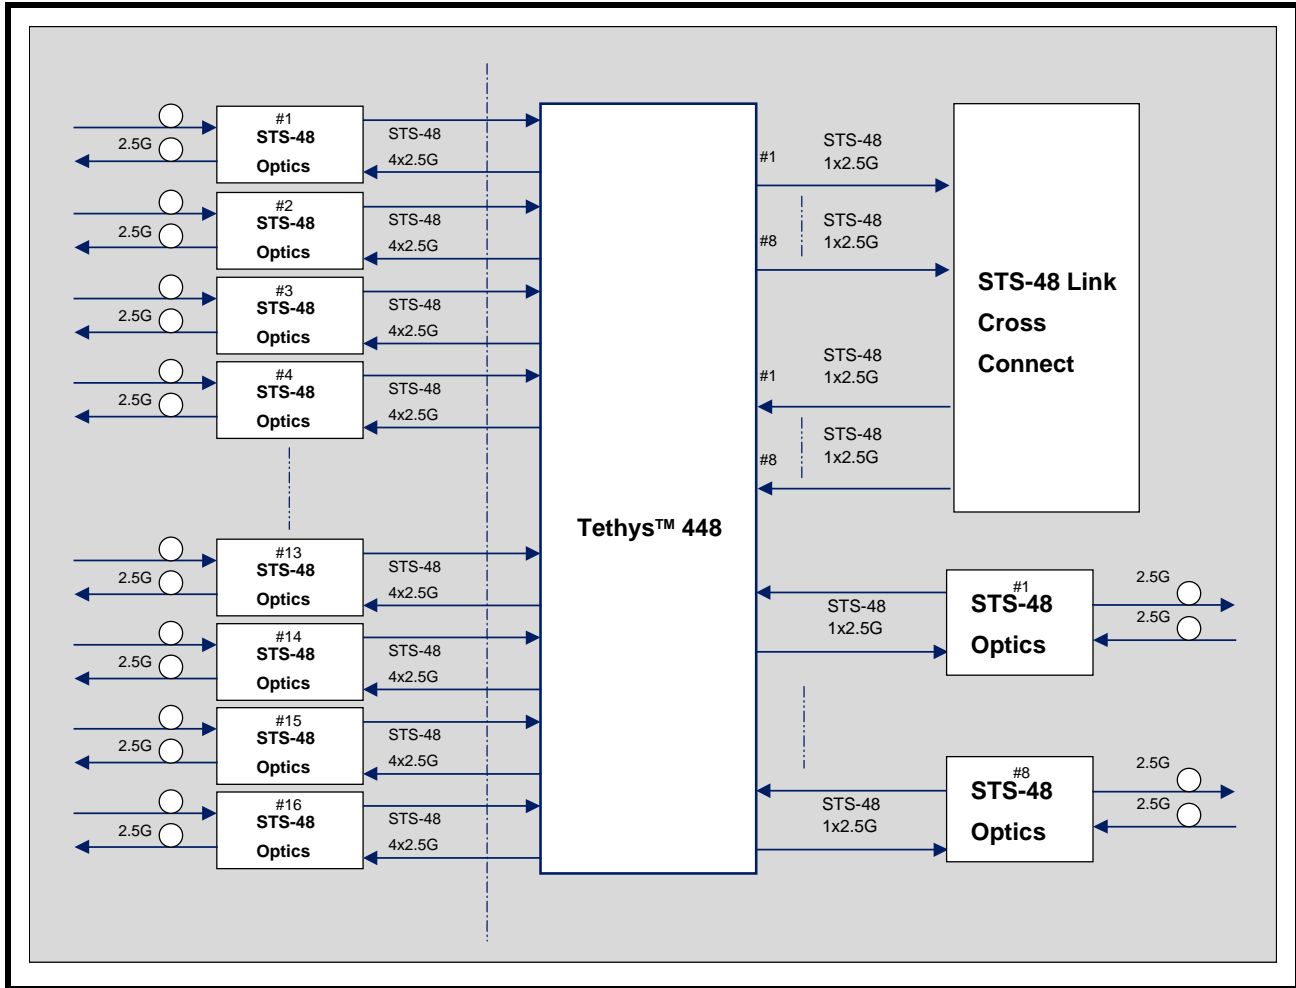 #1
STS-48
Optics
2.5G
STS-48
4x2.5G
#2
STS-48
Optics
2.5G
STS-48
4x2.5G
#3
STS-48
Optics
2.5G
STS-48
4x2.5G
#4
STS-48
Optics
2.5G
STS-48
4x2.5G
#13
STS-48
Optics
2.5G
STS-48
4x2.5G
#14
STS-48
Optics
2.5G
STS-48
4x2.5G
#15
STS-48
Optics
2.5G
STS-48
4x2.5G
#16
STS-48
Optics
2.5G
STS-48
4x2.5G
Tethys™ 448
#1
STS-48
1x2.5G
#8
STS-48
1x2.5G
#1
STS-48
1x2.5G
#8
STS-48
1x2.5G
STS-48 Link
Cross
Connect
STS-48
1x2.5G
#1
STS-48
Optics
2.5G
2.5G
STS-48
1x2.5G
#8
STS-48
Optics
2.5G
2.5G